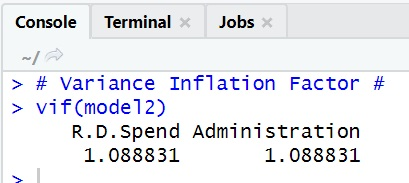 Console Terminal × Jobs ×
~/
> # Variance Inflation Factor #
> vif(model2)
R.D.Spend Administration
1.088831 1.088831
>